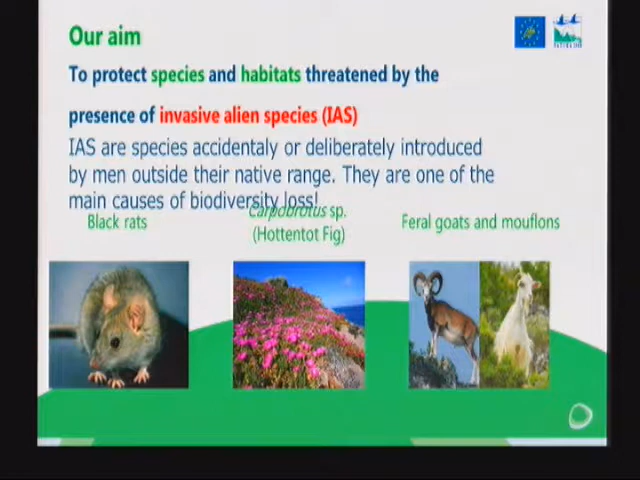 Our aim
To protect species and habitats threatened by the
presence of invasive alien species (IAS)
IAS are species accidentaly or deliberately introduced
by men outside their native range. They are one of the
main causes of biodiversity loss!
Black rats
Carpobrotus sp.
(Hottentot Fig)
Feral goats and mouflons